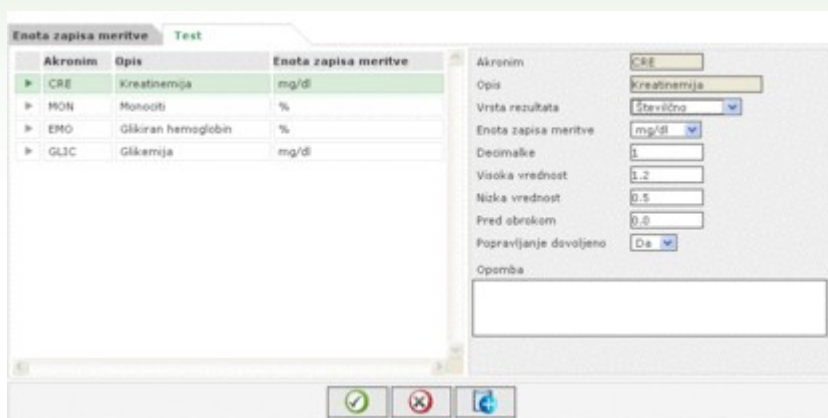 Enota zapisa meritve Test
Akronim Opis Enota zapisa meritve
CRE Kreatinemija mg/dl
MON Monociti %
EMO Glikiran hemoglobin %
GLIC Glikemija mg/dl
Akronim CRE
Opis Kreatinemija
Vrsta rezultata Številčno
Enota zapisa meritve mg/dl
Decimalke 1
Visoka vrednost 1.2
Nizka vrednost 0.5
Pred obrokom 0.0
Popravljanje dovoljeno Da
Opomba